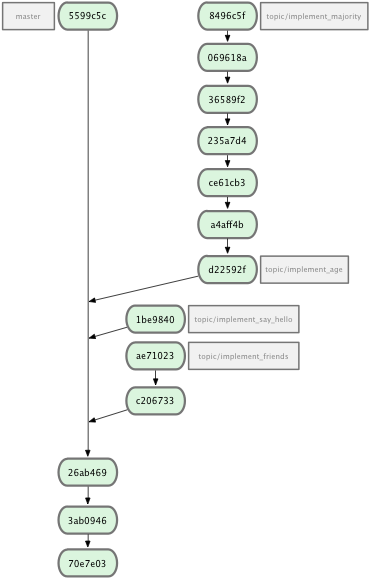 master 5599c5c 8496c5f topic/implement_majority
069618a
36589f2
235a7d4
ce61cb3
a4aff4b
d22592f topic/implement_age
1be9840 topic/implement_say_hello
ae71023 topic/implement_friends
c206733
26ab469
3ab0946
70e7e03